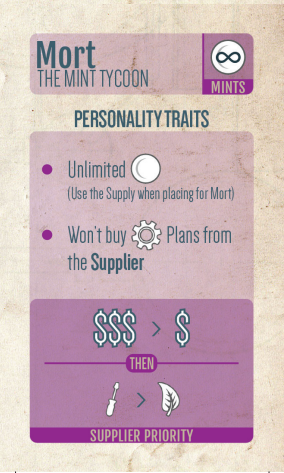 Mort
THE MINT TYCOON
∞
MINTS
PERSONALITY TRAITS
• Unlimited
(Use the Supply when placing for Mort)
• Won't buy Plans from
the Supplier
$$$ > $
THEN
>
SUPPLIER PRIORITY